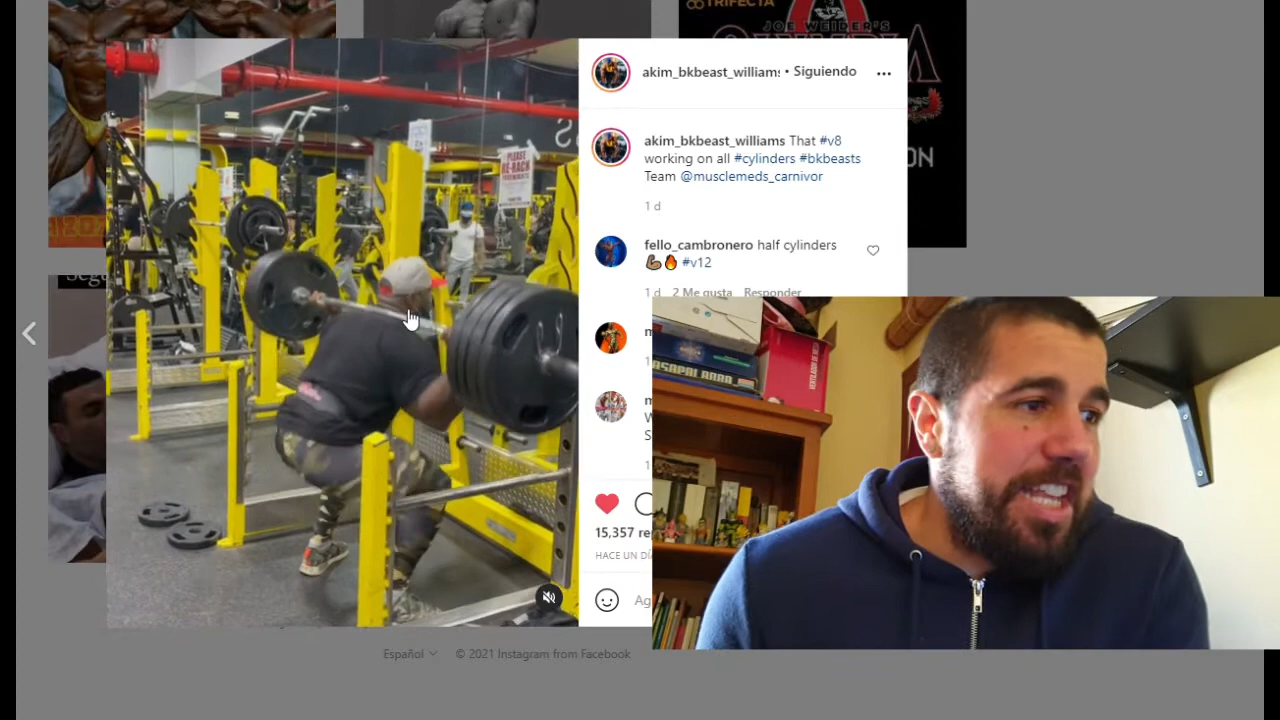 TRIFECTA
JOE WEIDER'S
akim_bkbeast_williams • Siguiendo
akim_bkbeast_williams That #v8
working on all #cylinders #bkbeasts
Team @musclemeds_carnivor
1 d
fello_cambronero half cylinders
💪🏽🔥 #v12
1 d 2 Me gusta Responder
PLEASE
RE-RACK
15,357 re
HACE UN DÍA
Ag
Español
© 2021 Instagram from Facebook